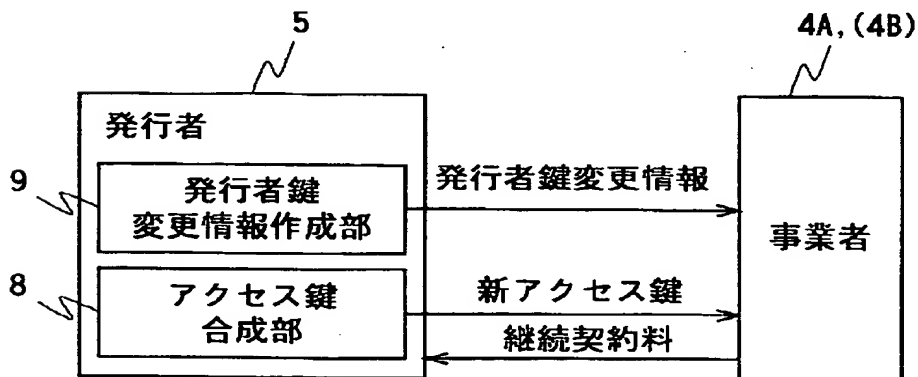 5
4A, (4B)
発行者
9
発行者鍵
変更情報作成部
発行者鍵変更情報
事業者
8
アクセス鍵
合成部
新アクセス鍵
継続契約料